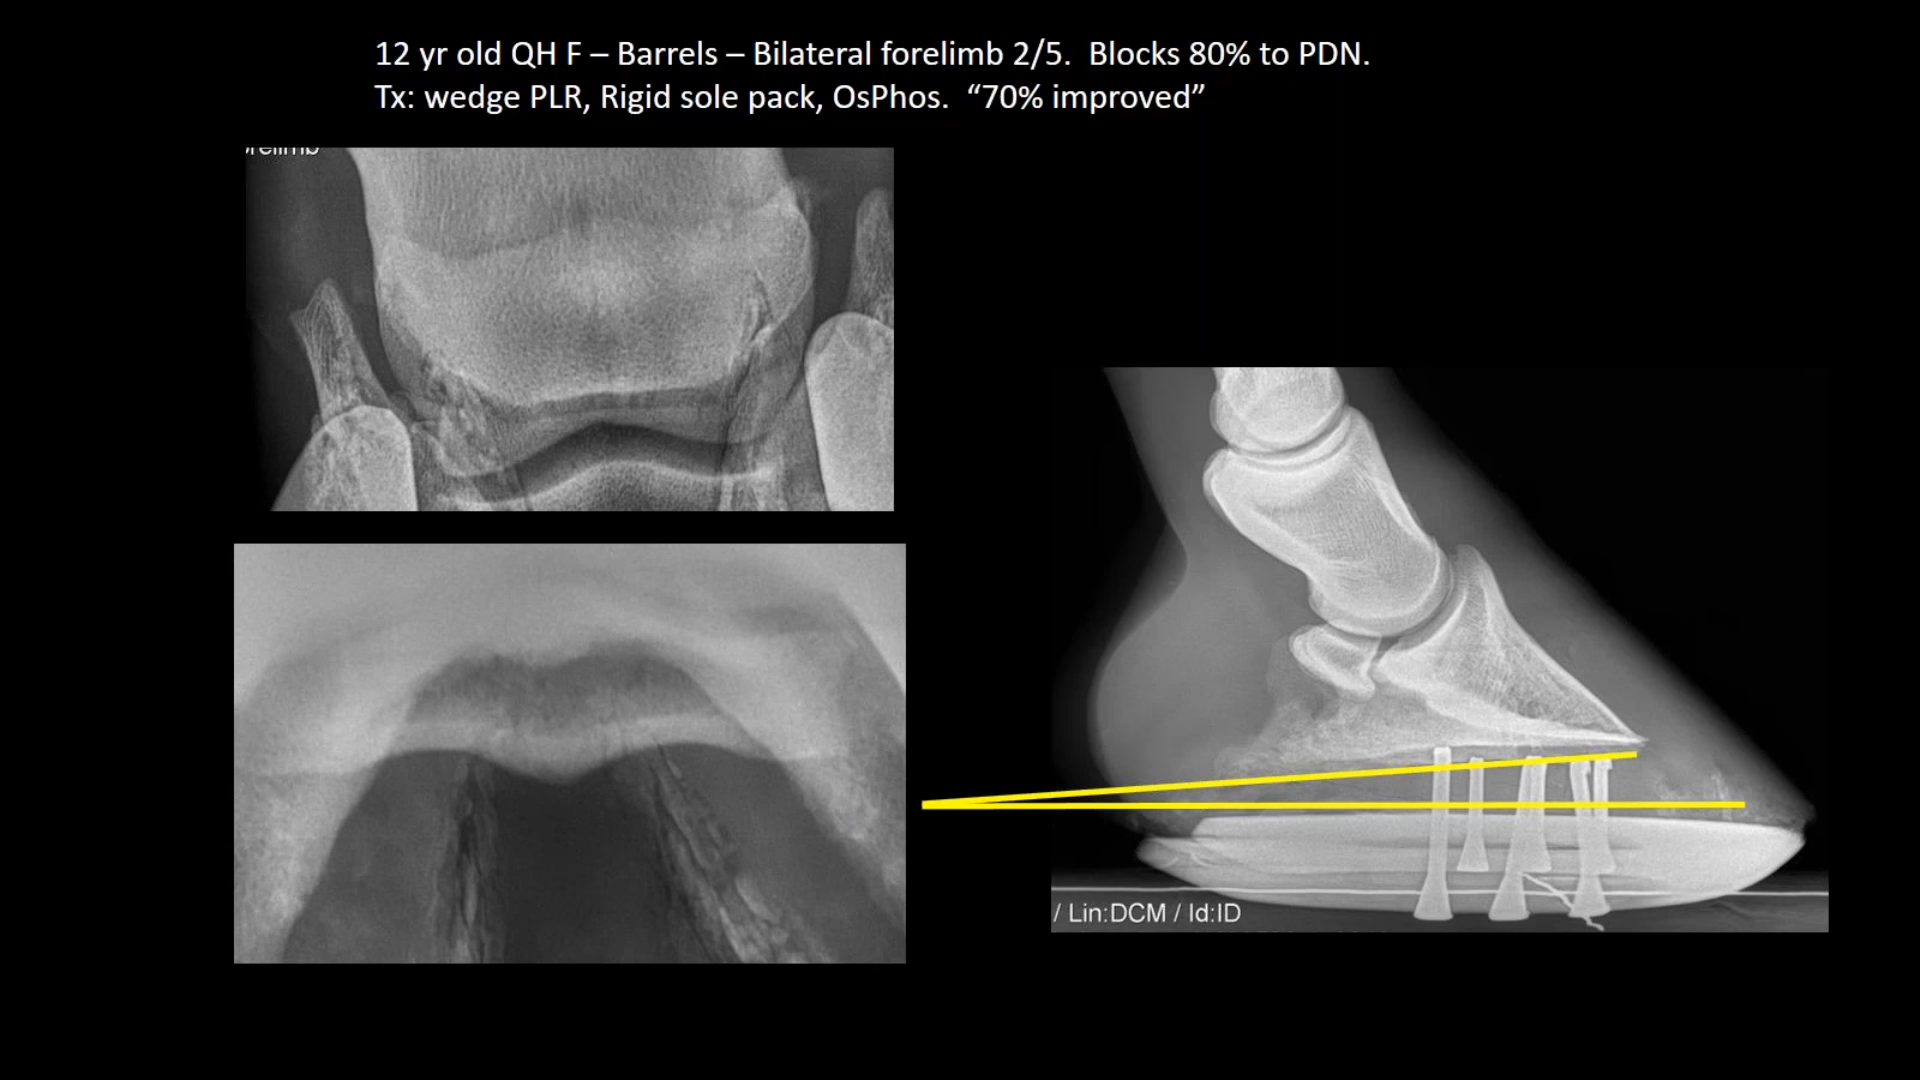 12 yr old QH F – Barrels – Bilateral forelimb 2/5.  Blocks 80% to PDN.
Tx: wedge PLR, Rigid sole pack, OsPhos.  “70% improved”
/ Lin:DCM / Id:ID